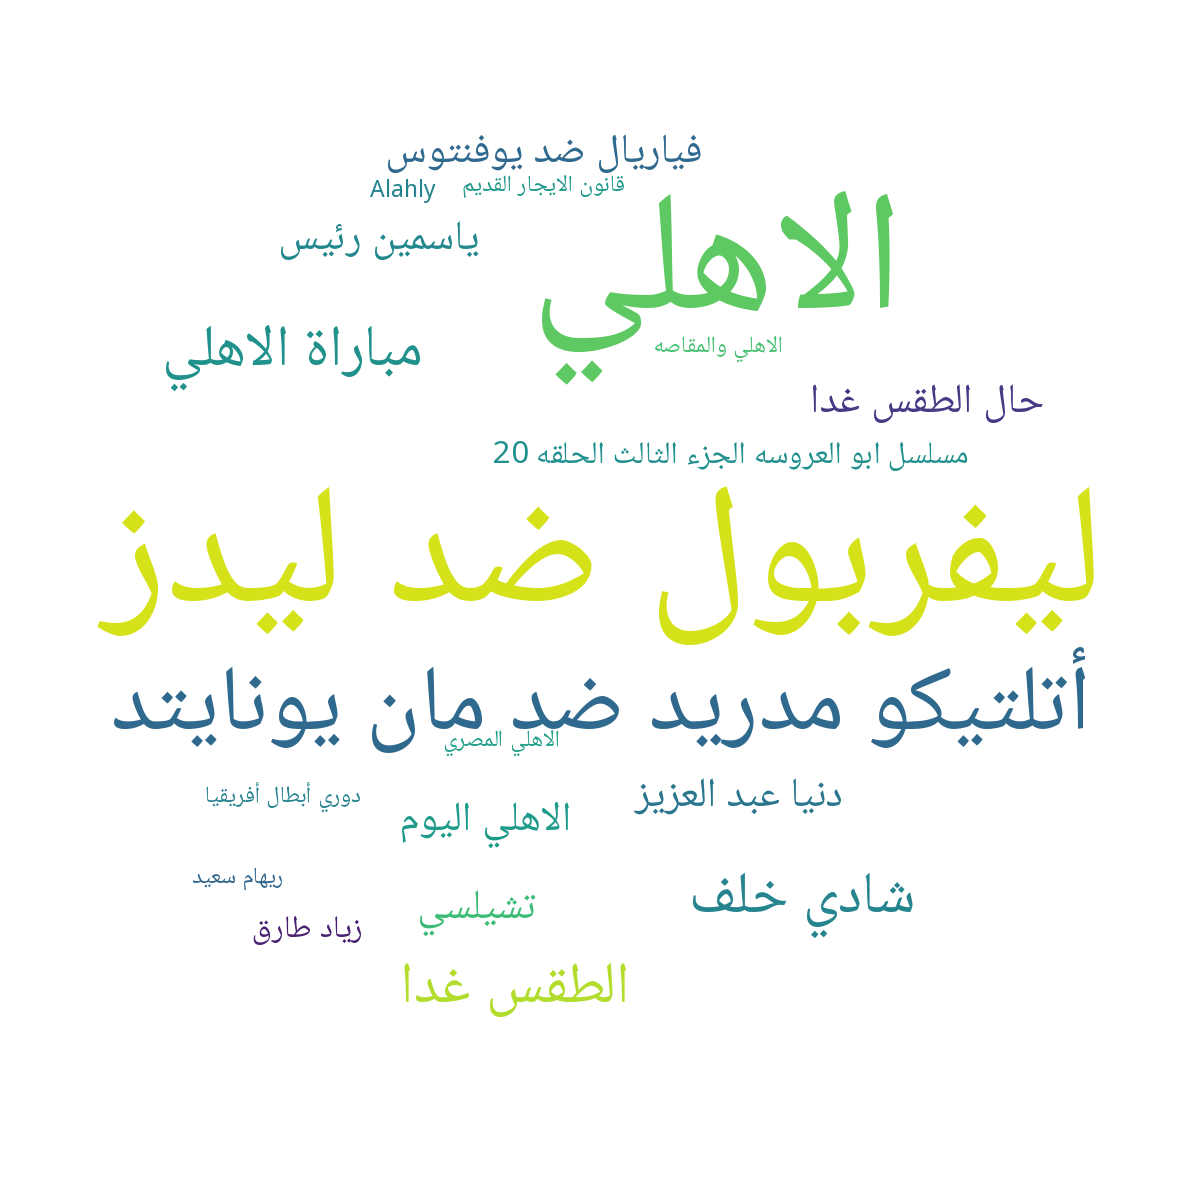 فياريال ضد يوفنتوس
قانون الايجار القديم
Alahly
الاهلي
ياسمين رئيس
الاهلي والمقاصه
مباراة الاهلي
حال الطقس غدا
مسلسل ابو العروسه الجزء الثالث الحلقه 20
ليفربول ضد ليدز
أتلتيكو مدريد ضد مان يونايتد
الاهلي المصري
دنيا عبد العزيز
دوري أبطال أفريقيا
الاهلي اليوم
ريهام سعيد
شادي خلف
تشيلسي
زياد طارق
الطقس غدا